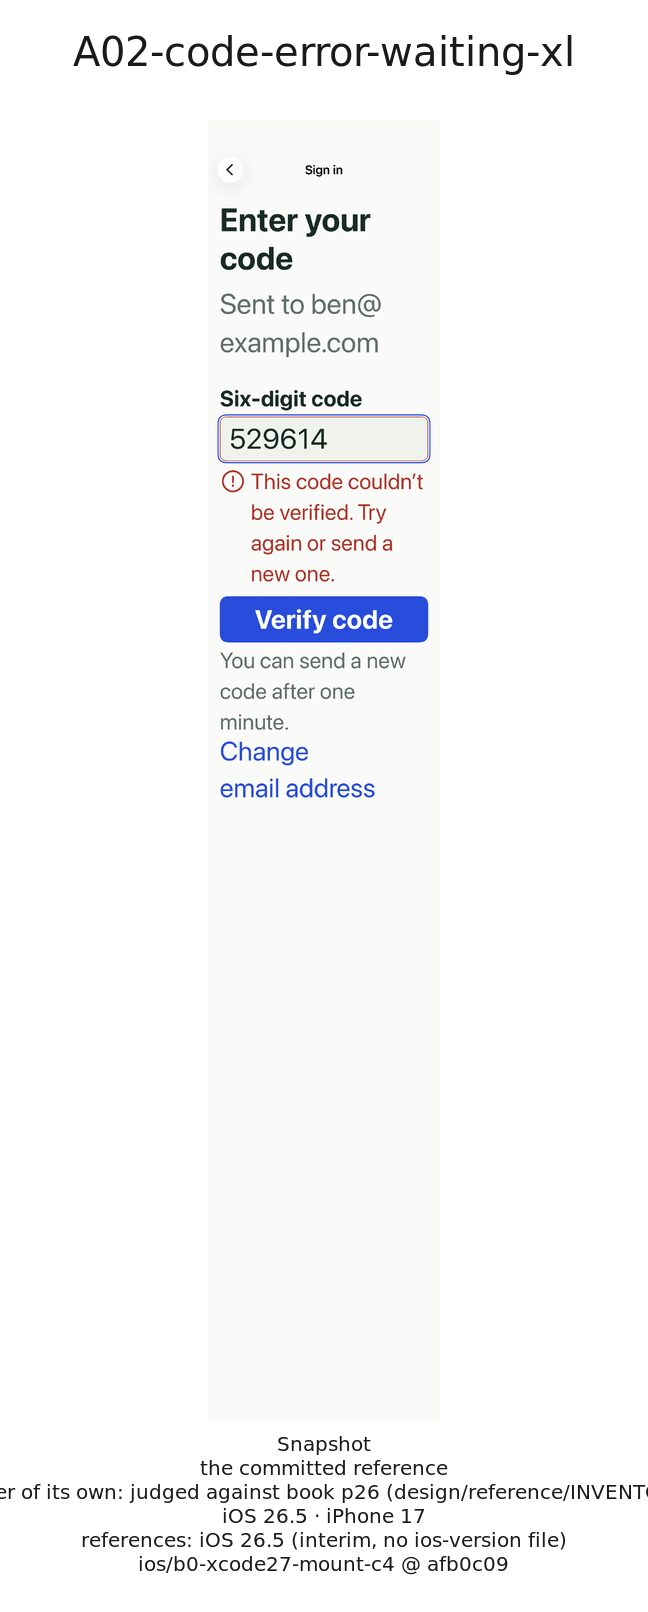 A02-code-error-waiting-xl
Sign in
Enter your
code
Sent to ben@
example.com
Six-digit code
529614
This code couldn’t
be verified. Try
again or send a
new one.
Verify code
You can send a new
code after one
minute.
Change
email address
Snapshot
the committed reference
of its own: judged against book p26 (design/reference/
iOS 26.5 · iPhone 17
references: iOS 26.5 (interim, no ios-version file)
ios/b0-xcode27-mount-c4 @ afb0c09